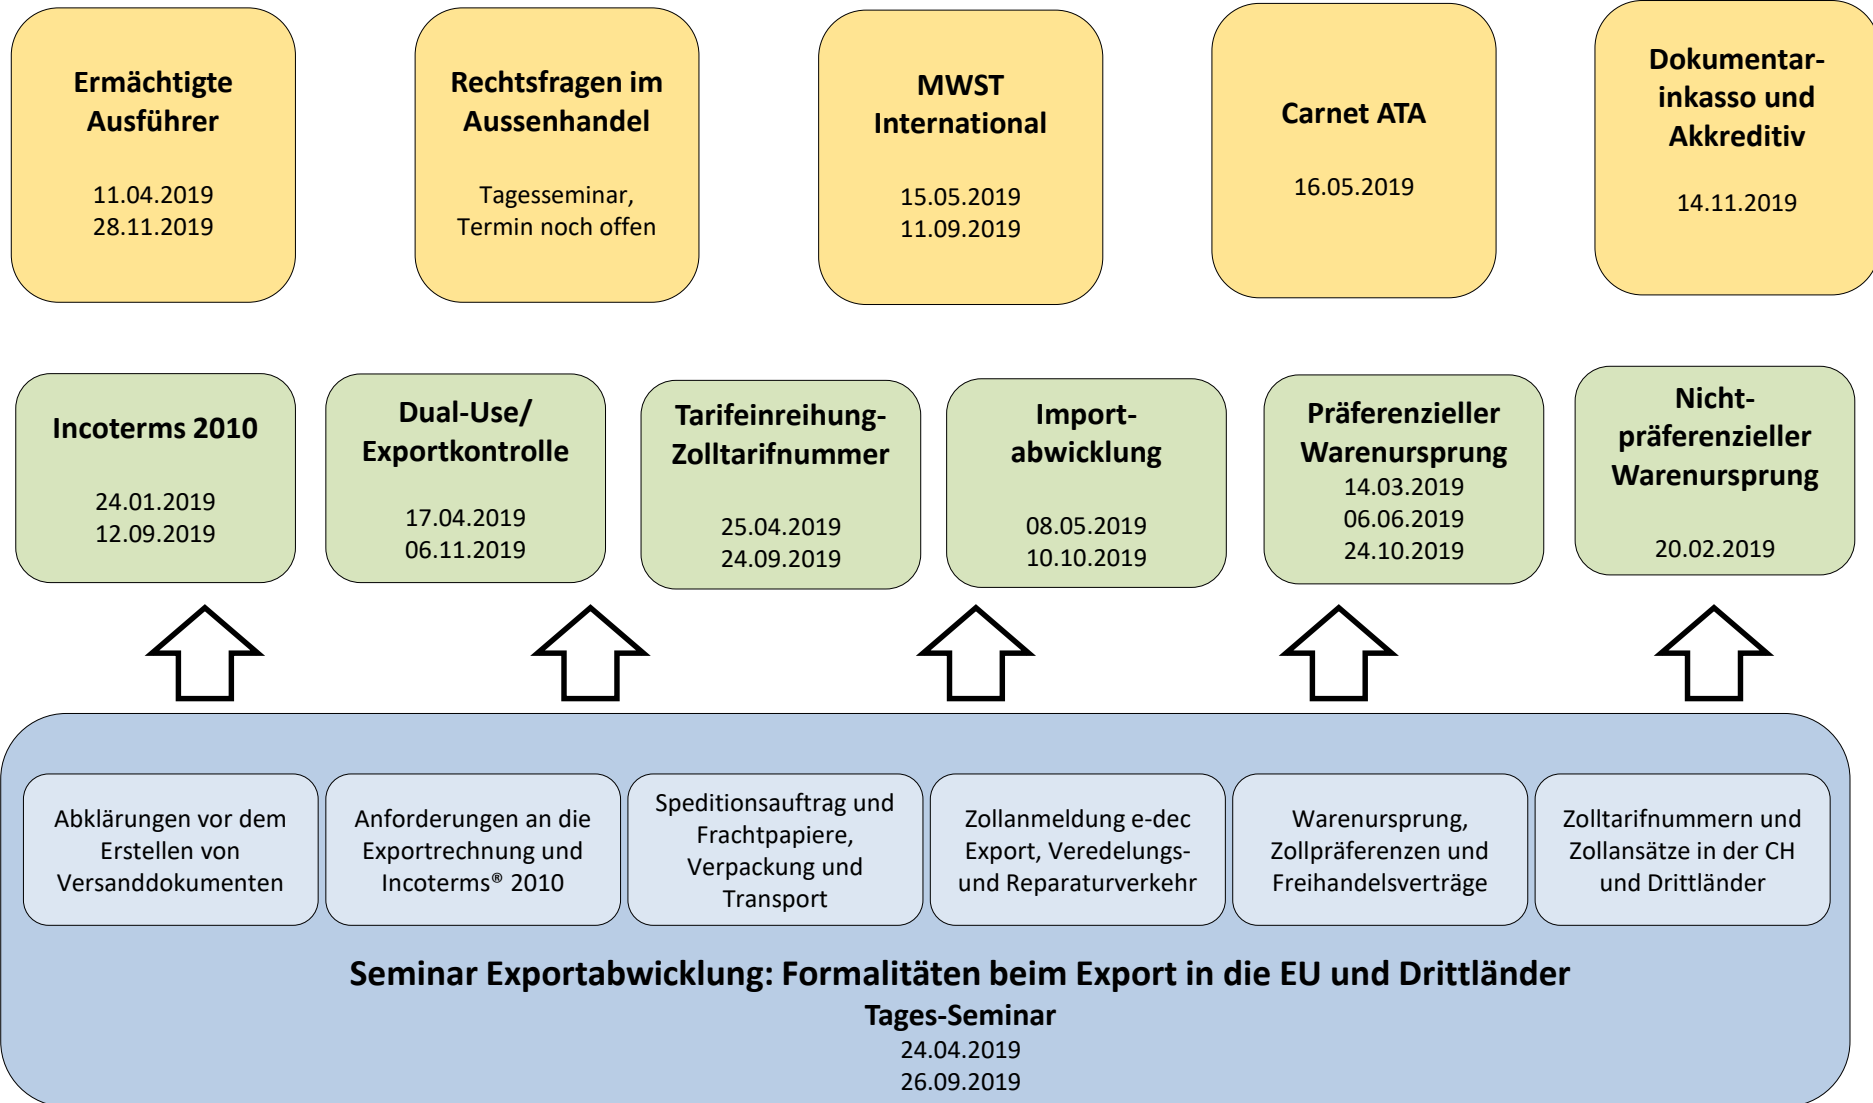 Ermächtigte
Ausführer
11.04.2019
28.11.2019
Rechtsfragen im
Aussenhandel
Tagesseminar,
Termin noch offen
MWST
International
15.05.2019
11.09.2019
Carnet ATA
16.05.2019
Dokumentar-
inkasso und
Akkreditiv
14.11.2019
Incoterms 2010
24.01.2019
12.09.2019
Dual-Use/
Exportkontrolle
17.04.2019
06.11.2019
Tarifeinreihung-
Zolltarifnummer
25.04.2019
24.09.2019
Import-
abwicklung
08.05.2019
10.10.2019
Präferenzieller
Warenursprung
14.03.2019
06.06.2019
24.10.2019
Nicht-
präferenzieller
Warenursprung
20.02.2019
Abklärungen vor dem
Erstellen von
Versanddokumenten
Anforderungen an die
Exportrechnung und
Incoterms® 2010
Speditionsauftrag und
Frachtpapiere,
Verpackung und
Transport
Zollanmeldung e-dec
Export, Veredelungs-
und Reparaturverkehr
Warenursprung,
Zollpräferenzen und
Freihandelsverträge
Zolltarifnummern und
Zollansätze in der CH
und Drittländer
Seminar Exportabwicklung: Formalitäten beim Export in die EU und Drittländer
Tages-Seminar
24.04.2019
26.09.2019